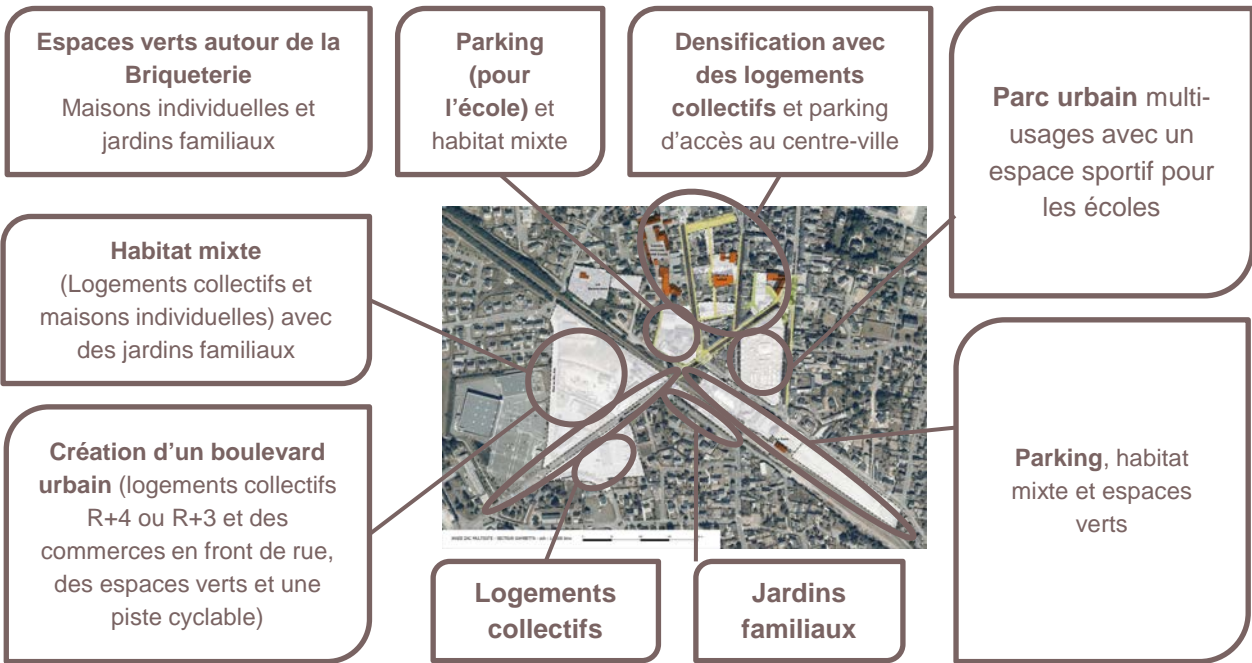 Espaces verts autour de la
Briqueterie
Maisons individuelles et
jardins familiaux
Parking
(pour
l'école) et
habitat mixte
Densification avec
des logements
collectifs et parking
d'accès au centre-ville
Parc urbain multi-
usages avec un
espace sportif pour
les écoles
Habitat mixte
(Logements collectifs et
maisons individuelles) avec
des jardins familiaux
Création d'un boulevard
urbain (logements collectifs
R+4 ou R+3 et des
commerces en front de rue,
des espaces verts et une
piste cyclable)
Parking, habitat
mixte et espaces
verts
Logements
collectifs
Jardins
familiaux